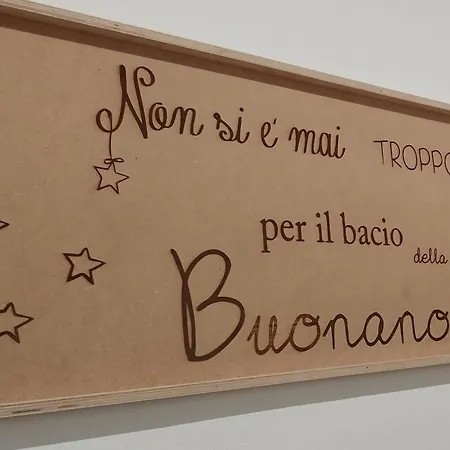 Non si e' mai TROPPO
per il bacio della
Buonano